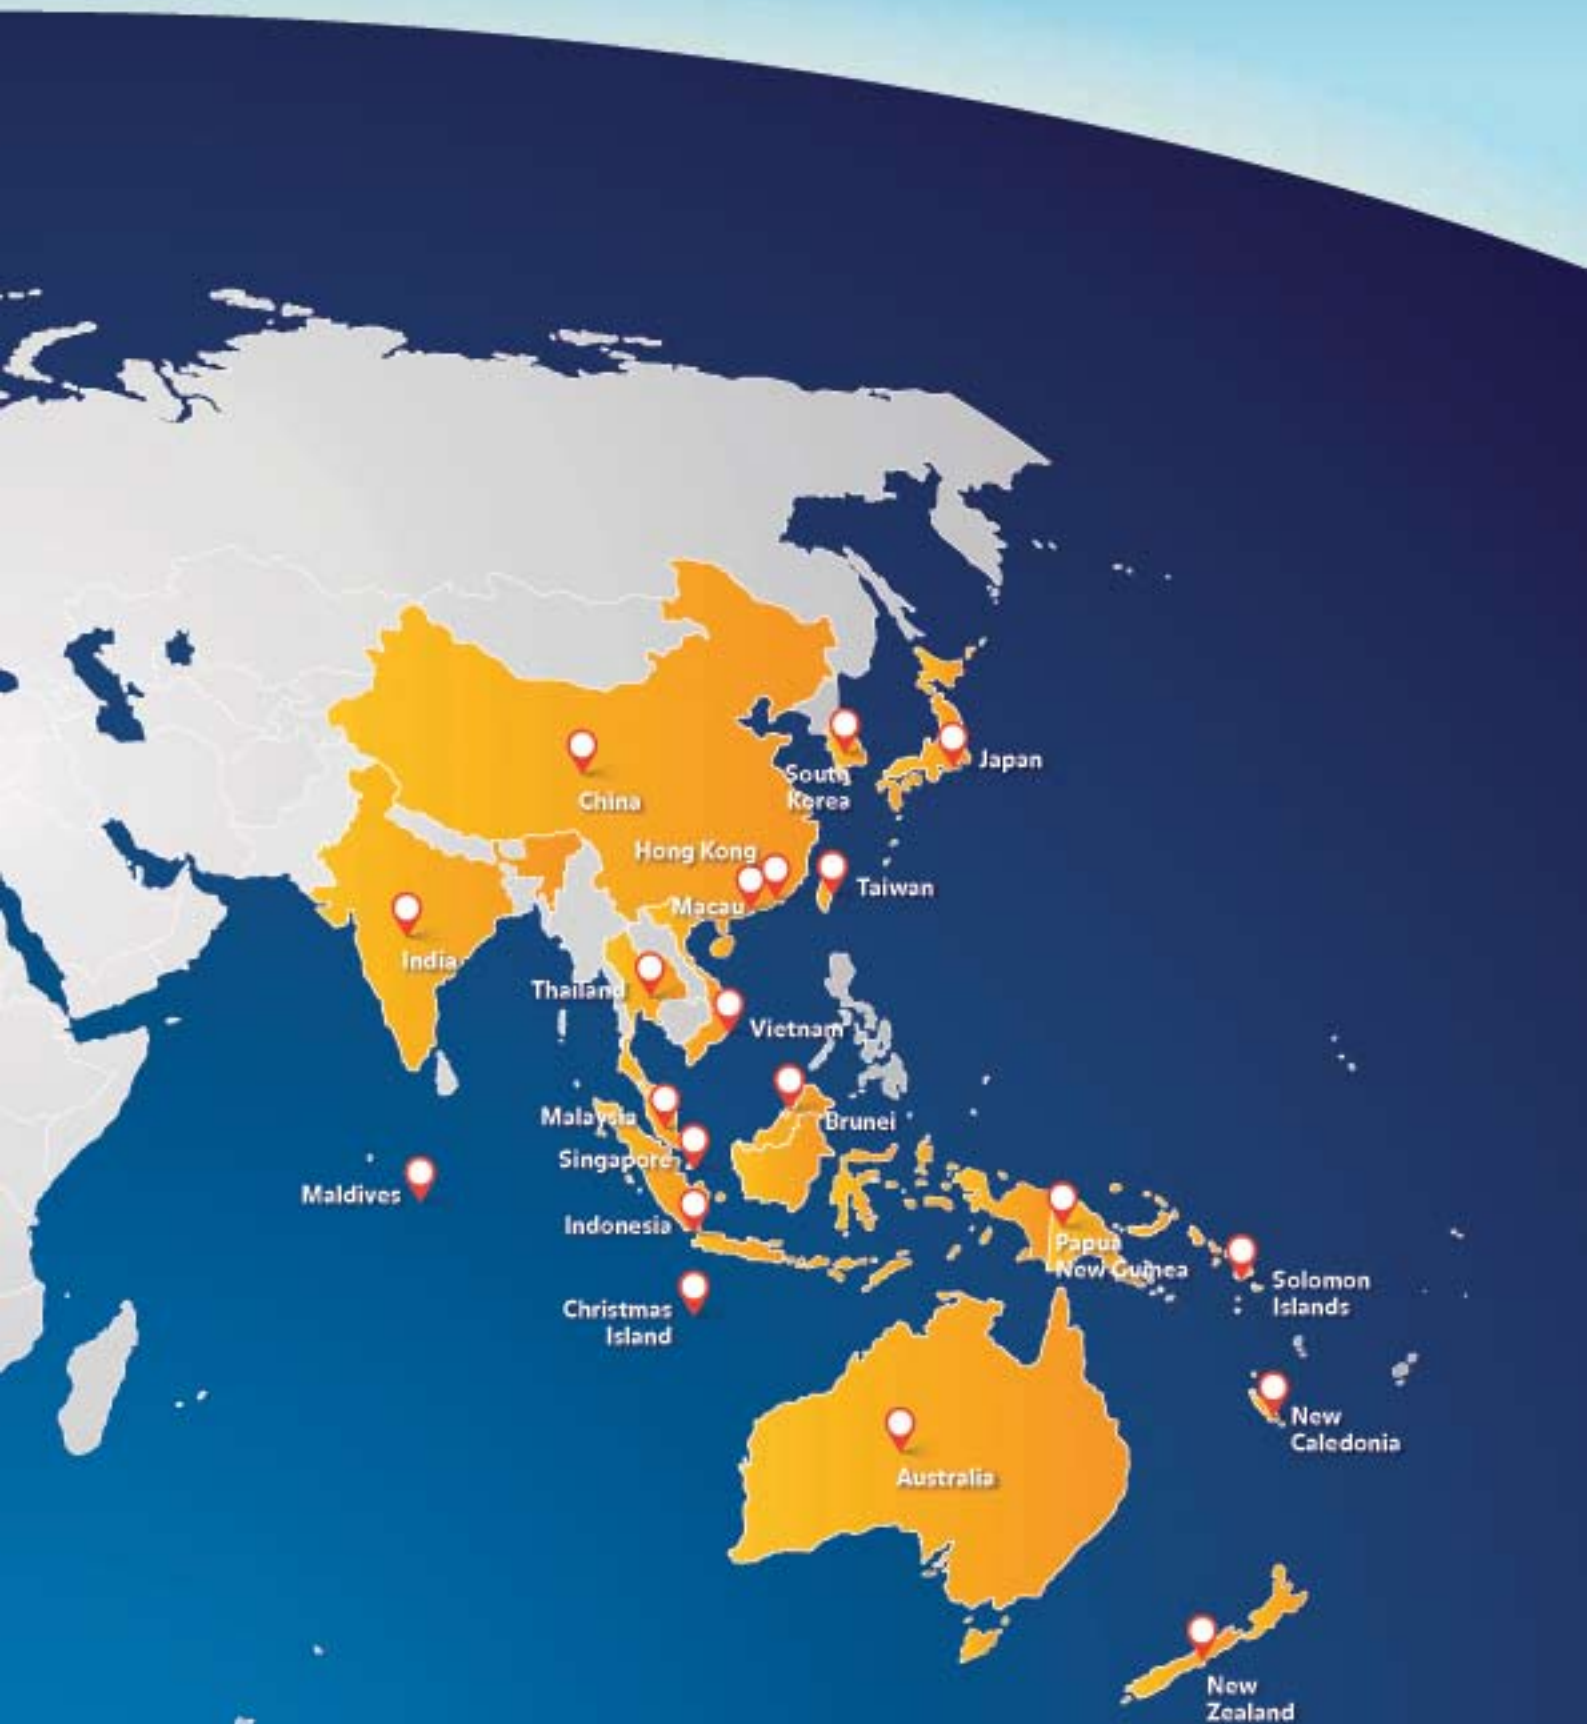 Japan
South
Korea
China
Hong Kong
Taiwan
Macau
India
Thailand
Vietnam
Malaysia
Brunei
Singapore
Maldives
Indonesia
Papua
New Guinea
Solomon
Islands
Christmas
Island
New
Caledonia
Australia
New
Zealand